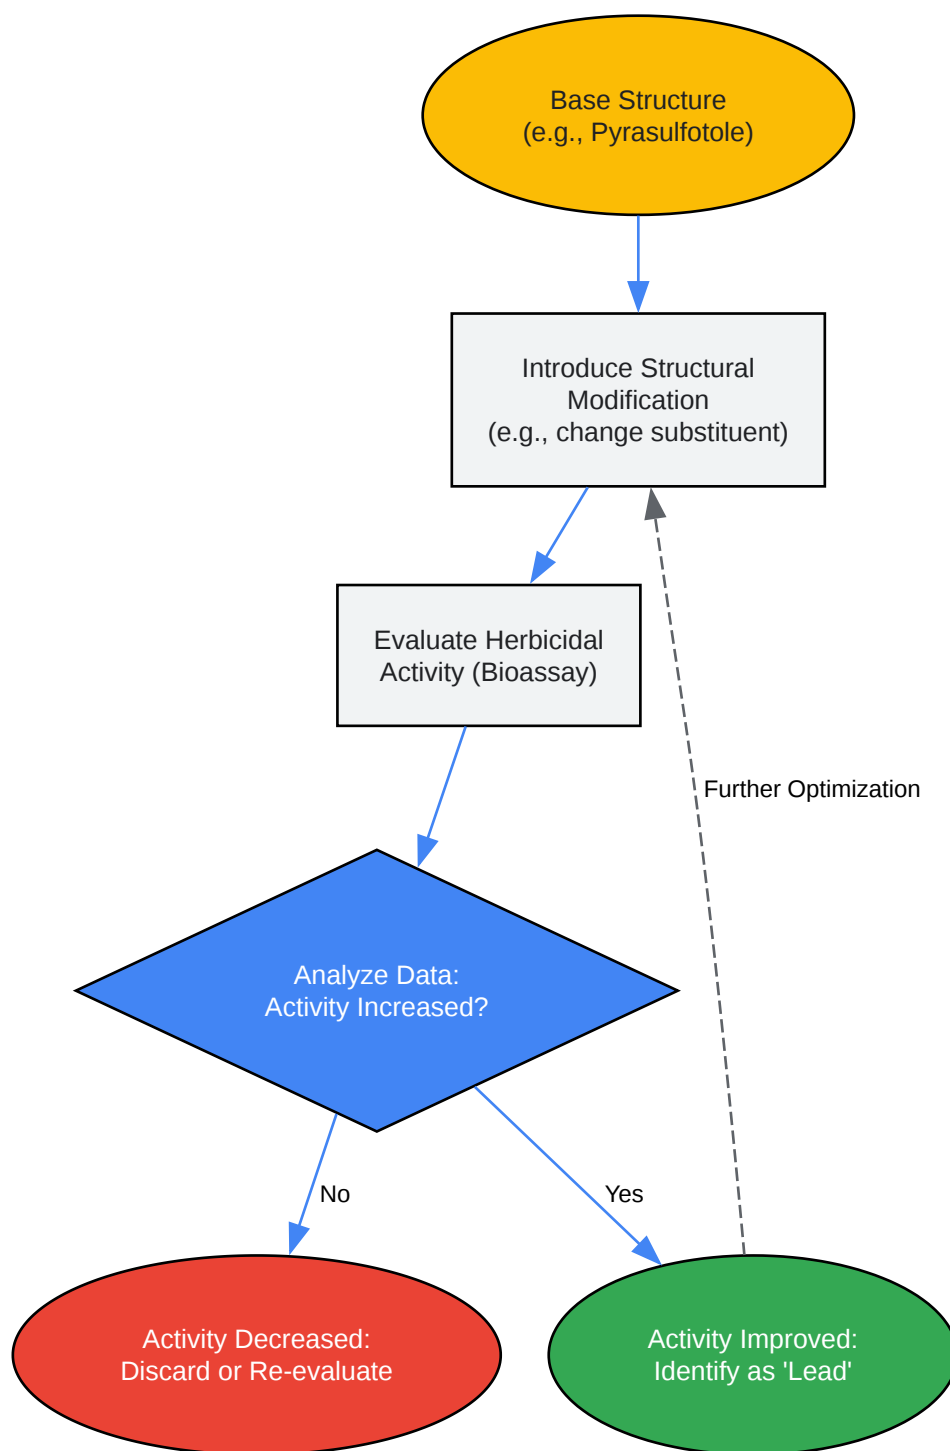 Base Structure
(e.g., Pyrasulfotole)
Introduce Structural
Modification
(e.g., change substituent)
Evaluate Herbicidal
Activity (Bioassay)
Further Optimization
Analyze Data:
Activity Increased?
No
Yes
Activity Decreased:
Discard or Re-evaluate
Activity Improved:
Identify as 'Lead'